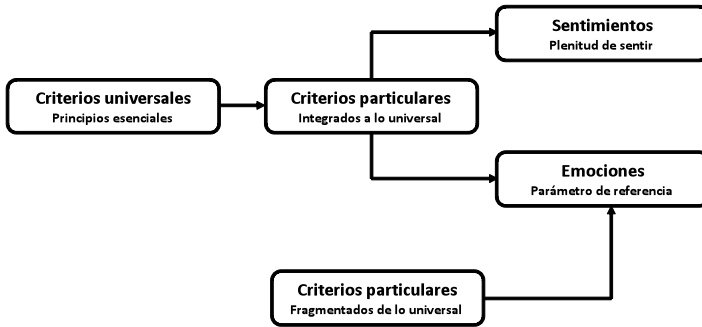 Sentimientos
Plenitud de sentir
Criterios universales
Principios esenciales
Criterios particulares
Integrados a lo universal
Emociones
Parámetro de referencia
Criterios particulares
Fragmentados de lo universal